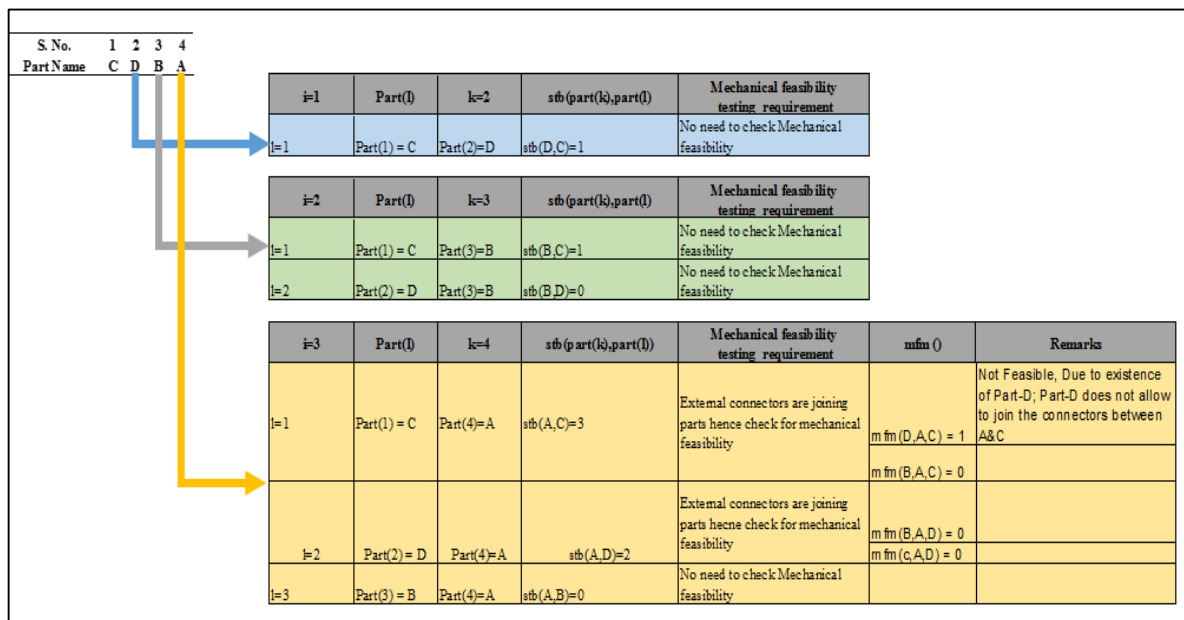 S. No. 1 2 3 4
Part Name C D B A
i=1 Part(l) k=2 stb(part(k),part(l) Mechanical feasibility
testing requirement
l=1 Part(1) = C Part(2)=D stb(D,C)=1 No need to check Mechanical
feasibility
i=2 Part(l) k=3 stb(part(k),part(l) Mechanical feasibility
testing requirement
l=1 Part(1) = C Part(3)=B stb(B,C)=1 No need to check Mechanical
feasibility
l=2 Part(2) = D Part(3)=B stb(B,D)=0 No need to check Mechanical
feasibility
i=3 Part(l) k=4 stb(part(k),part(l)) Mechanical feasibility
testing requirement mfm () Remarks
l=1 Part(1) = C Part(4)=A stb(A,C)=3 External connectors are joining
parts hence check for mechanical
feasibility
mfm(D,A,C) = 1 Not Feasible, Due to existence
of Part-D; Part-D does not allow
to join the connectors between
A&C
mfm(B,A,C) = 0
l=2 Part(2) = D Part(4)=A stb(A,D)=2 External connectors are joining
parts hecne check for mechanical
feasibility
mfm(B,A,D) = 0
mfm(c,A,D) = 0
l=3 Part(3) = B Part(4)=A stb(A,B)=0 No need to check Mechanical
feasibility